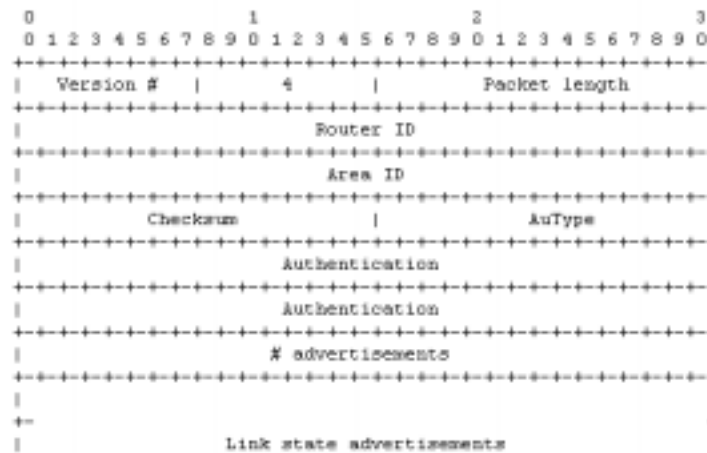 0 1 2 3
0 1 2 3 4 5 6 7 8 9 0 1 2 3 4 5 6 7 8 9 0 1 2 3 4 5 6 7 8 9 0
+-+-+-+-+-+-+-+-+-+-+-+-+-+-+-+-+-+-+-+-+-+-+-+-+-+-+-+-+-
| Version # | 4 | Packet length
+-+-+-+-+-+-+-+-+-+-+-+-+-+-+-+-+-+-+-+-+-+-+-+-+-+-+-+-+-
| Router ID
+-+-+-+-+-+-+-+-+-+-+-+-+-+-+-+-+-+-+-+-+-+-+-+-+-+-+-+-+-
| Area ID
+-+-+-+-+-+-+-+-+-+-+-+-+-+-+-+-+-+-+-+-+-+-+-+-+-+-+-+-+-
| Checksum | AuType
+-+-+-+-+-+-+-+-+-+-+-+-+-+-+-+-+-+-+-+-+-+-+-+-+-+-+-+-+-
| Authentication
+-+-+-+-+-+-+-+-+-+-+-+-+-+-+-+-+-+-+-+-+-+-+-+-+-+-+-+-+-
| Authentication
+-+-+-+-+-+-+-+-+-+-+-+-+-+-+-+-+-+-+-+-+-+-+-+-+-+-+-+-+-
| # advertisements
+-+-+-+-+-+-+-+-+-+-+-+-+-+-+-+-+-+-+-+-+-+-+-+-+-+-+-+-+-
|
+-
| Link state advertisements